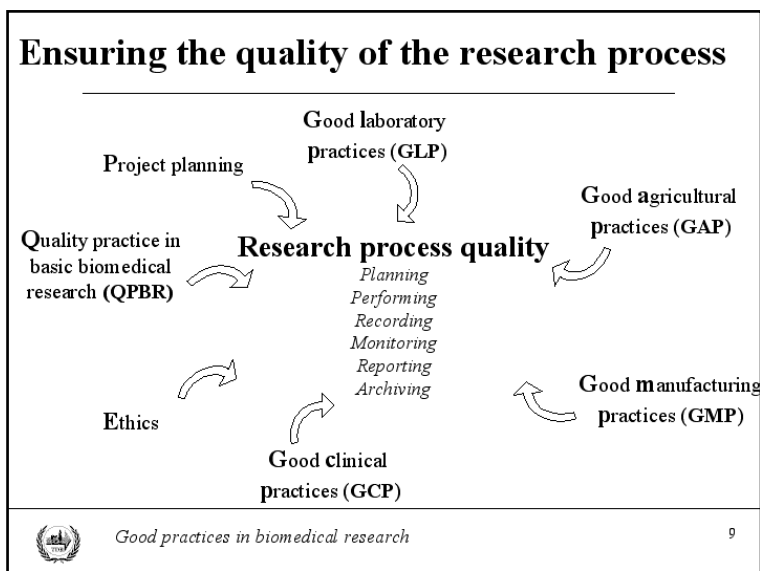 Ensuring the quality of the research process
Good laboratory
practices (GLP)
Project planning
Good agricultural
practices (GAP)
Quality practice in
basic biomedical
research (QPBR)
Research process quality
Planning
Performing
Recording
Monitoring
Reporting
Archiving
Good manufacturing
practices (GMP)
Ethics
Good clinical
practices (GCP)
Good practices in biomedical research
9